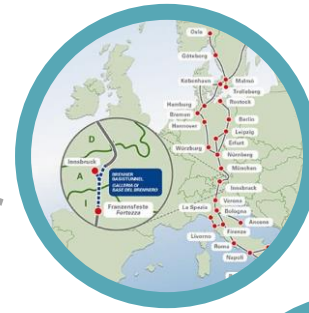 Oslo
Göteborg
København
Malmö
Trelleborg
Hamburg
Rostock
Bremen
Berlin
Hannover
Leipzig
Erfurt
Würzburg
Nürnberg
München
Innsbruck
Verona
La Spezia
Bologna
Ancona
Livorno
Firenze
Roma
Napoli
D
Innsbruck
A
BRENNER
BASISTUNNEL
GALLERIA DI
BASE DEL BRENNERO
I
Franzensfeste
Fortezza